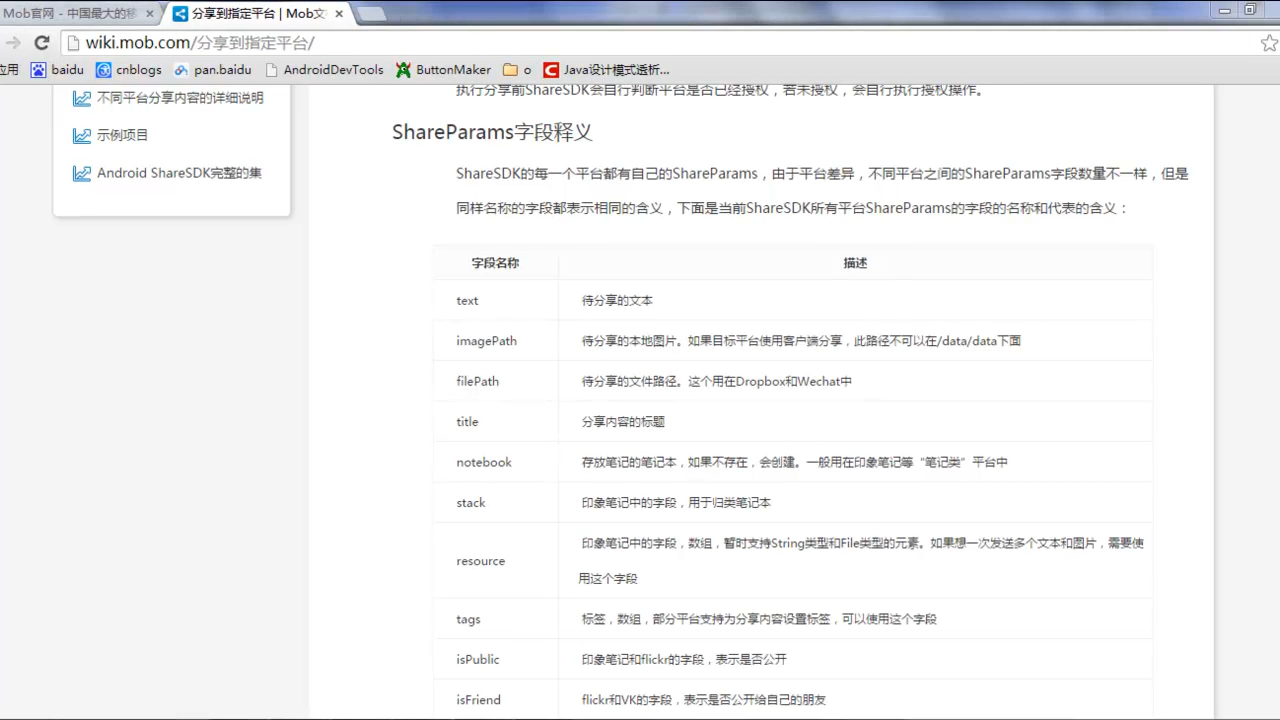 Mob官网 - 中国最大的移
分享到指定平台 | Mob文
wiki.mob.com/分享到指定平台/
应用 baidu cnblogs pan.baidu AndroidDevTools ButtonMaker o Java设计模式透析...
不同平台分享内容的详细说明
示例项目
Android ShareSDK完整的集
执行分享前ShareSDK会自行判断平台是否已经授权，若未授权，会自行执行授权操作。
ShareParams字段释义
ShareSDK的每一个平台都有自己的ShareParams，由于平台差异，不同平台之间的ShareParams字段数量不一样，但是
同样名称的字段都表示相同的含义，下面是当前ShareSDK所有平台ShareParams的字段的名称和代表的含义：
字段名称 描述
text 待分享的文本
imagePath 待分享的本地图片。如果目标平台使用客户端分享，此路径不可以在/data/data下面
filePath 待分享的文件路径。这个用在Dropbox和Wechat中
title 分享内容的标题
notebook 存放笔记的笔记本，如果不存在，会创建。一般用在印象笔记等“笔记类”平台中
stack 印象笔记中的字段，用于归类笔记本
resource 印象笔记中的字段，数组，暂时支持String类型和File类型的元素。如果想一次发送多个文本和图片，需要使
用这个字段
tags 标签，数组，部分平台支持为分享内容设置标签，可以使用这个字段
isPublic 印象笔记和flickr的字段，表示是否公开
isFriend flickr和VK的字段，表示是否公开给自己的朋友